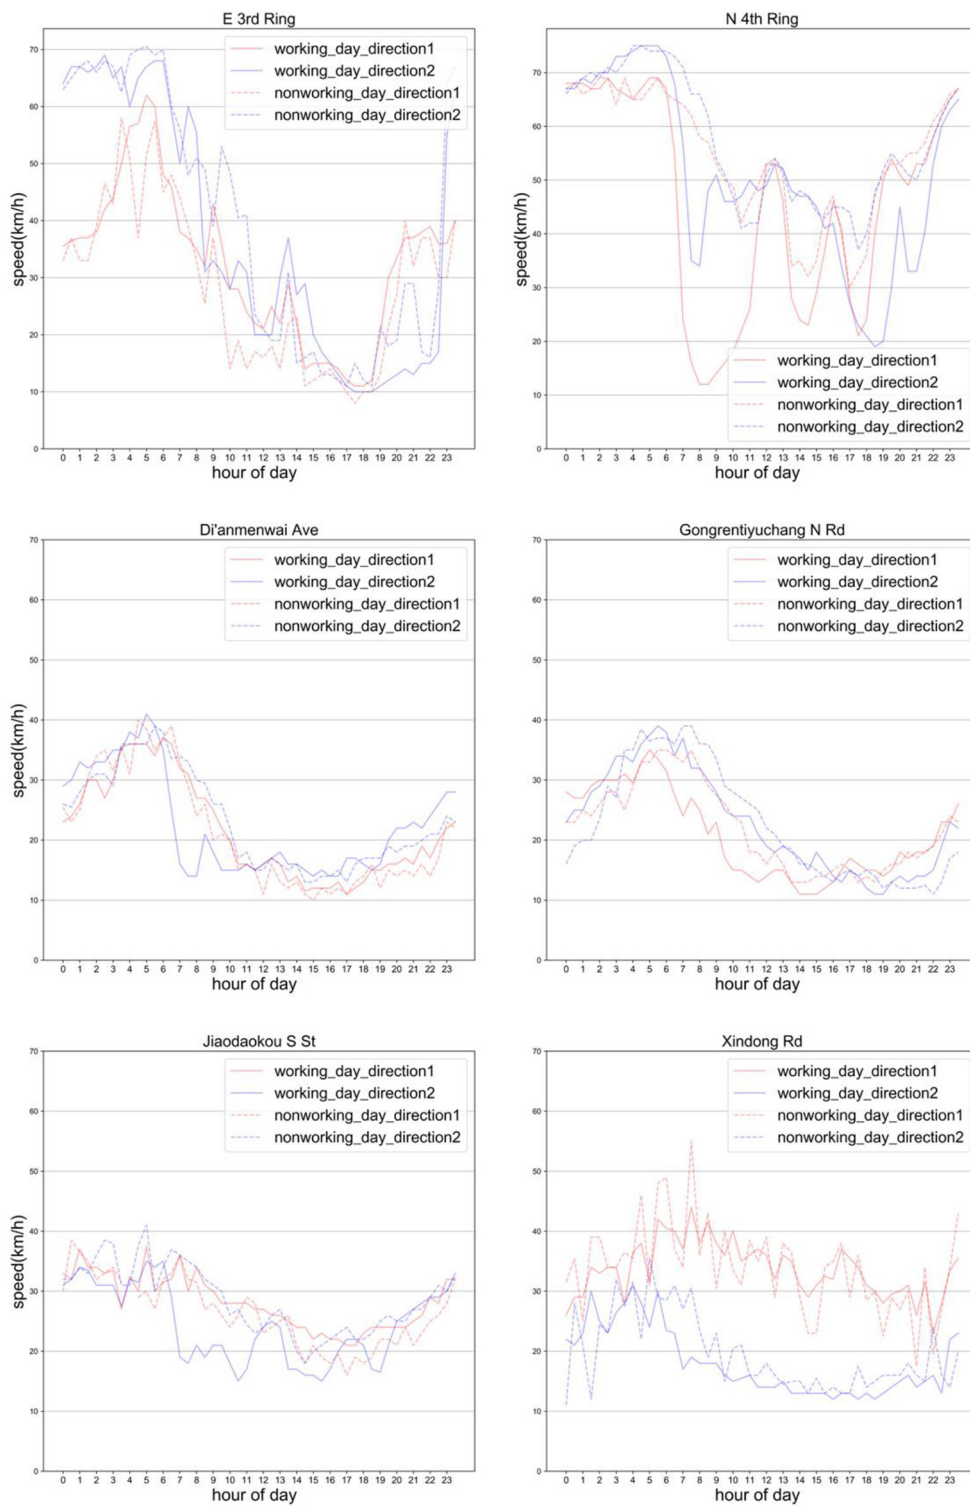 E 3rd Ring
70
60
50
40
30
20
10
0
speed(km/h)
working_day_direction1
working_day_direction2
nonworking_day_direction1
nonworking_day_direction2
0 1 2 3 4 5 6 7 8 9 10 11 12 13 14 15 16 17 18 19 20 21 22 23
hour of day
N 4th Ring
70
60
50
40
30
20
10
0
speed(km/h)
working_day_direction1
working_day_direction2
nonworking_day_direction1
nonworking_day_direction2
0 1 2 3 4 5 6 7 8 9 10 11 12 13 14 15 16 17 18 19 20 21 22 23
hour of day
Di'anmenwai Ave
70
60
50
40
30
20
10
0
speed(km/h)
working_day_direction1
working_day_direction2
nonworking_day_direction1
nonworking_day_direction2
0 1 2 3 4 5 6 7 8 9 10 11 12 13 14 15 16 17 18 19 20 21 22 23
hour of day
Gongrentiyuchang N Rd
70
60
50
40
30
20
10
0
speed(km/h)
working_day_direction1
working_day_direction2
nonworking_day_direction1
nonworking_day_direction2
0 1 2 3 4 5 6 7 8 9 10 11 12 13 14 15 16 17 18 19 20 21 22 23
hour of day
Jiaodaokou S St
70
60
50
40
30
20
10
0
speed(km/h)
working_day_direction1
working_day_direction2
nonworking_day_direction1
nonworking_day_direction2
0 1 2 3 4 5 6 7 8 9 10 11 12 13 14 15 16 17 18 19 20 21 22 23
hour of day
Xindong Rd
70
60
50
40
30
20
10
0
speed(km/h)
working_day_direction1
working_day_direction2
nonworking_day_direction1
nonworking_day_direction2
0 1 2 3 4 5 6 7 8 9 10 11 12 13 14 15 16 17 18 19 20 21 22 23
hour of day